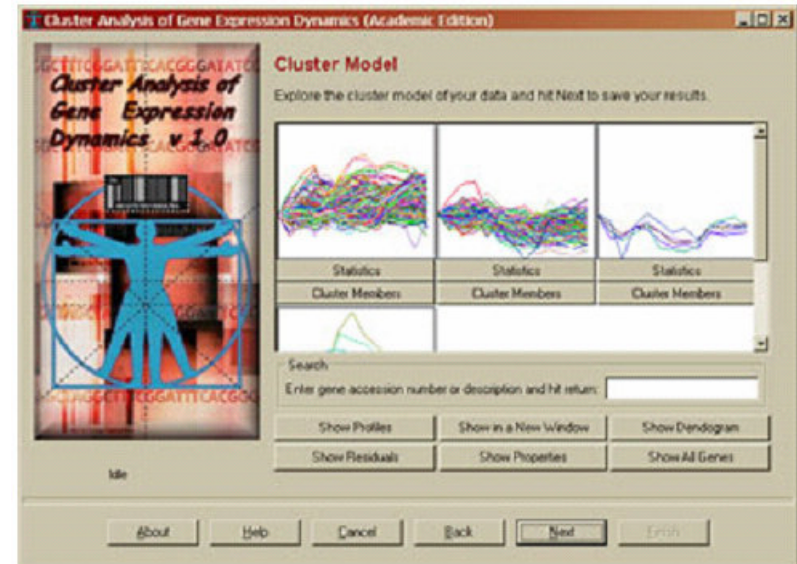 Cluster Analysis of Gene Expression Dynamics (Academic Edition)
Cluster Analysis of
Gene Expression
Dynamics v 1.0
Cluster Model
Explore the cluster model of your data and hit Next to save your results.
Statistics Statistics Statistics
Cluster Members Cluster Members Cluster Members
Search
Enter gene accession number or description and hit return:
Show Profiles Show in a New Window Show Dendogram
Show Residuals Show Properties Show All Genes
Idle
About Help Cancel Back Next Finish